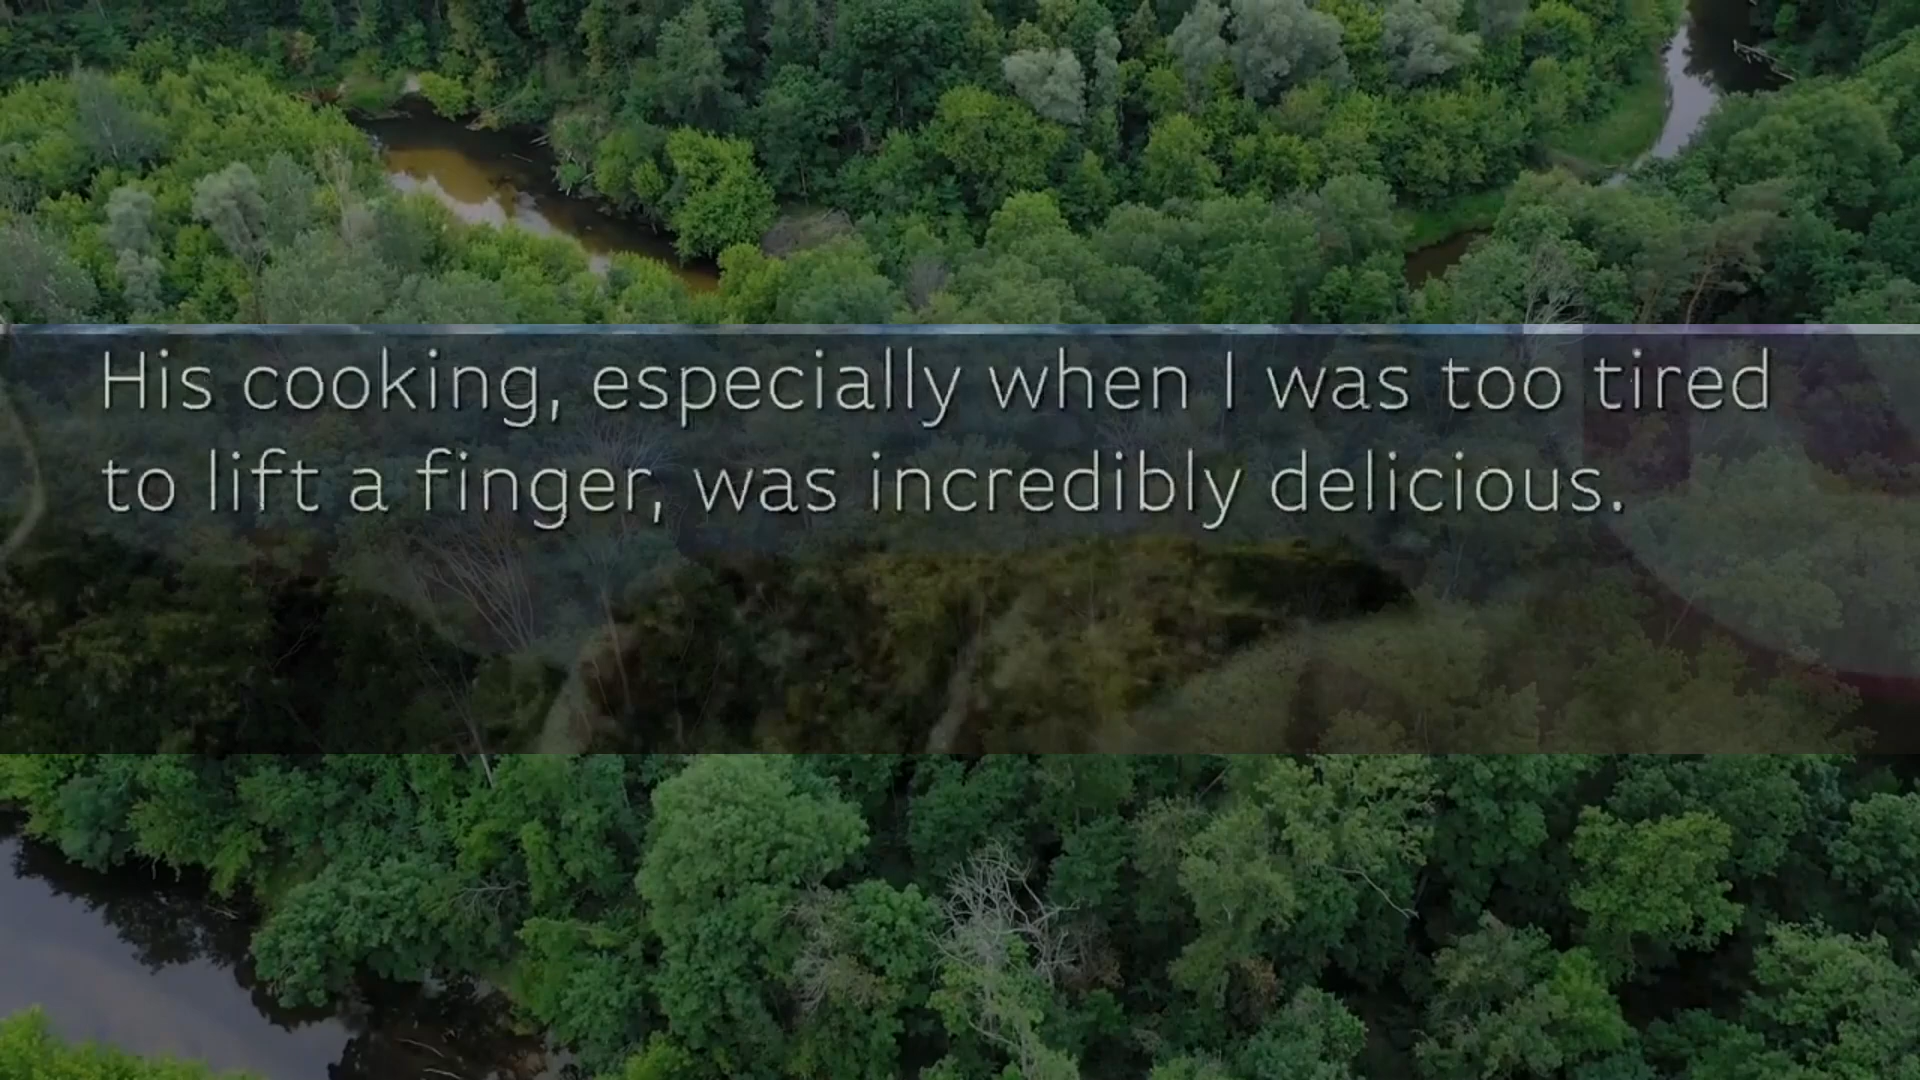 His cooking, especially when I was too tired
to lift a finger, was incredibly delicious.